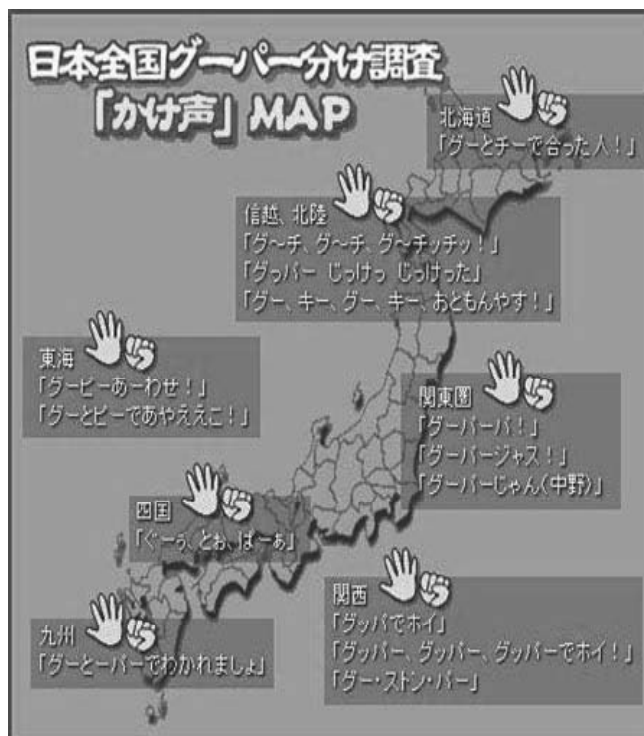 日本全国グーパー分け調査
「かけ声」MAP
北海道
「グーとチーで合った人!」
信越、北陸
「グ〜チ、グ〜チ、グ〜チッチッ!」
「グっパー じっけっ じっけった」
「グー、キー、グー、キー、おともんやす!」
東海
「グーピーあーわせ!」
「グーとピーであやええこ!」
関東圏
「グーパーパ!」
「グーパージャス!」
「グーパーじゃん〈中野〉」
四国
「ぐーぅ、とぉ、ぱーあ」
関西
「グッパでホイ」
「グッパー、グッパー、グッパーでホイ!」
「グー・ストン・パー」
九州
「グーとーパーでわかれましょ」